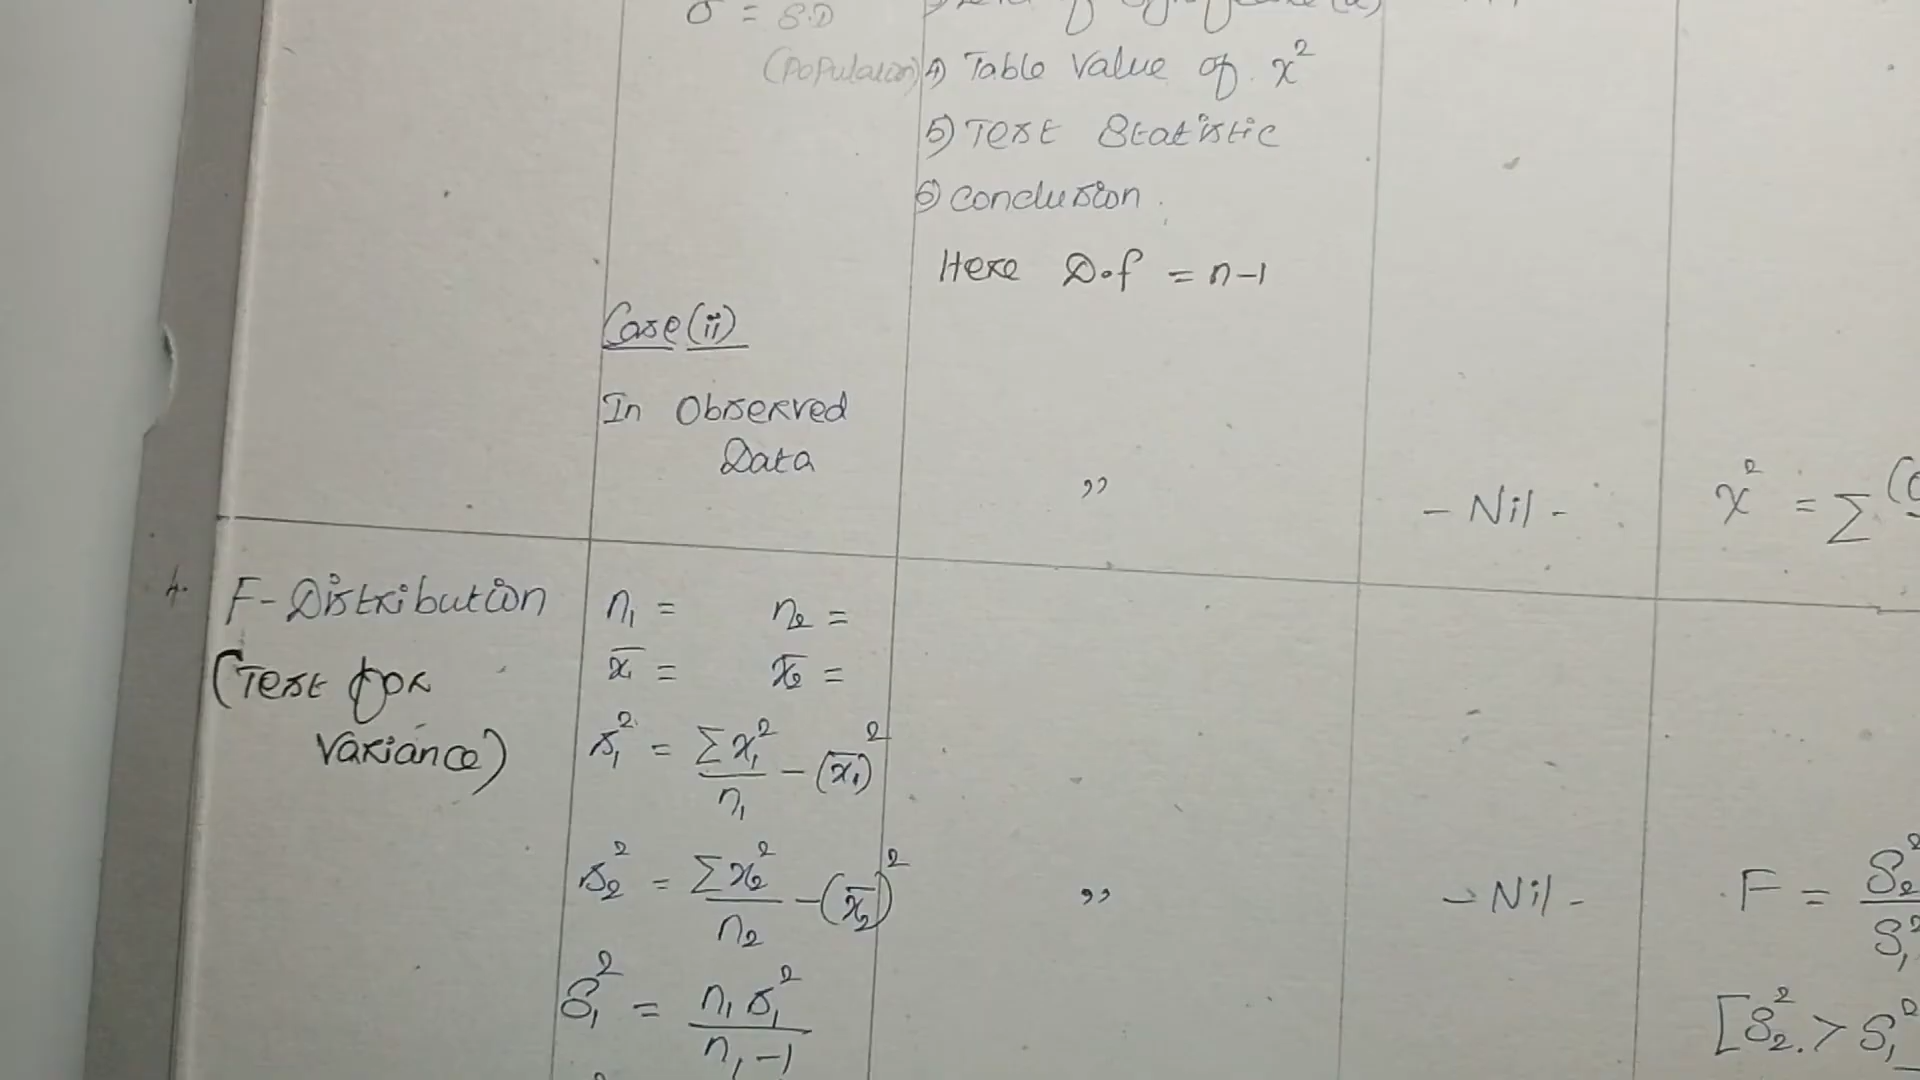 σ = S.D
(Population)
4) Table Value of χ²
5) Test Statistic
6) Conclusion.
Here D.of = n-1
Case (ii)
In Observed
Data
”
- Nil -
χ² = Σ (O
4.
F-Distribution
(Test for
Variance)
n₁ = n₂ =
x̄₁ = x̄₂ =
s₁² = Σx₁²/n₁ - (x̄₁)²
s₂² = Σx₂²/n₂ - (x̄₂)²
S₁² = n₁s₁²/n₁-1
”
- Nil -
F = S₂²/S₁²
[S₂² > S₁²